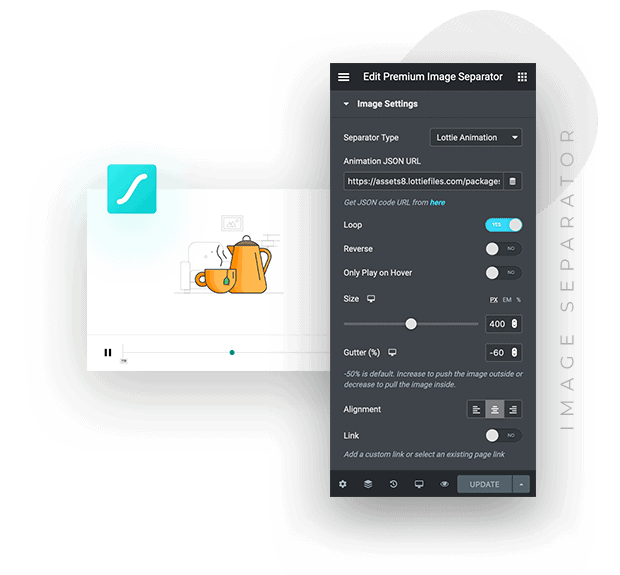 Edit Premium Image Separator
Image Settings
Separator Type
Lottie Animation
Animation JSON URL
https://assets8.lottiefiles.com/packages
Get JSON code URL from here
Loop
YES
Reverse
NO
Only Play on Hover
NO
Size
PX EM %
400
Gutter (%)
-60
-50% is default. Increase to push the image outside or
decrease to pull the image inside.
Alignment
Link
NO
Add a custom link or select an existing page link
UPDATE
IMAGE SEPARATOR